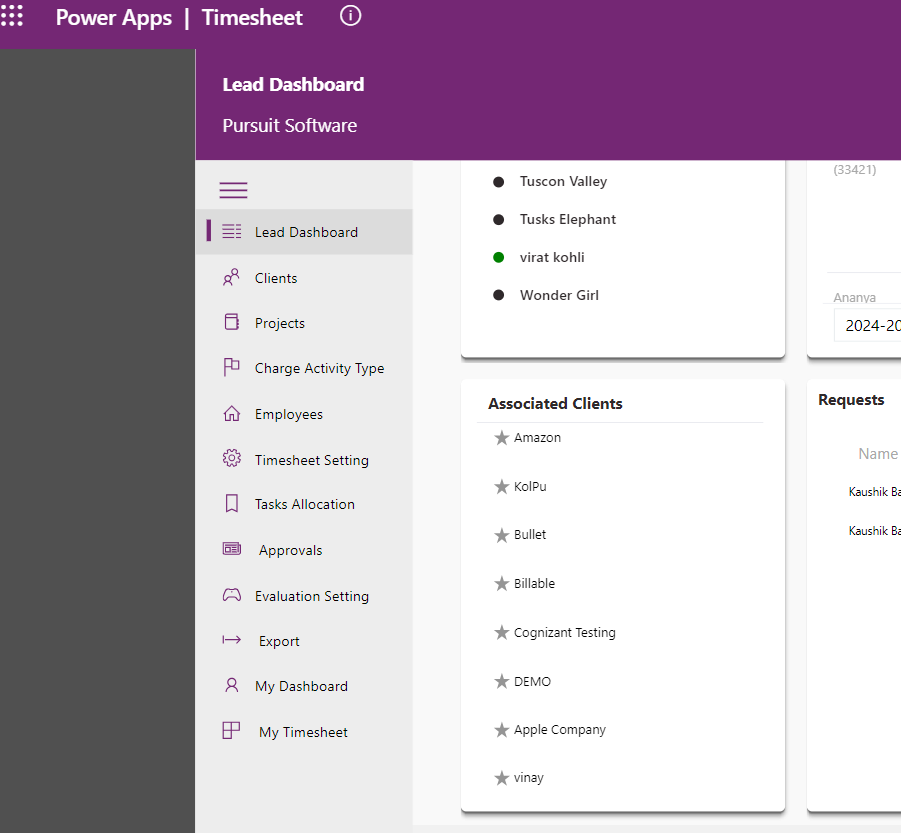 Power Apps | Timesheet
Lead Dashboard
Pursuit Software
Lead Dashboard
Clients
Projects
Charge Activity Type
Employees
Timesheet Setting
Tasks Allocation
Approvals
Evaluation Setting
Export
My Dashboard
My Timesheet
Tuscon Valley
Tusks Elephant
virat kohli
Wonder Girl
(33421)
Ananya
2024-20
Associated Clients
Amazon
KolPu
Bullet
Billable
Cognizant Testing
DEMO
Apple Company
vinay
Requests
Name
Kaushik Ba
Kaushik Ba